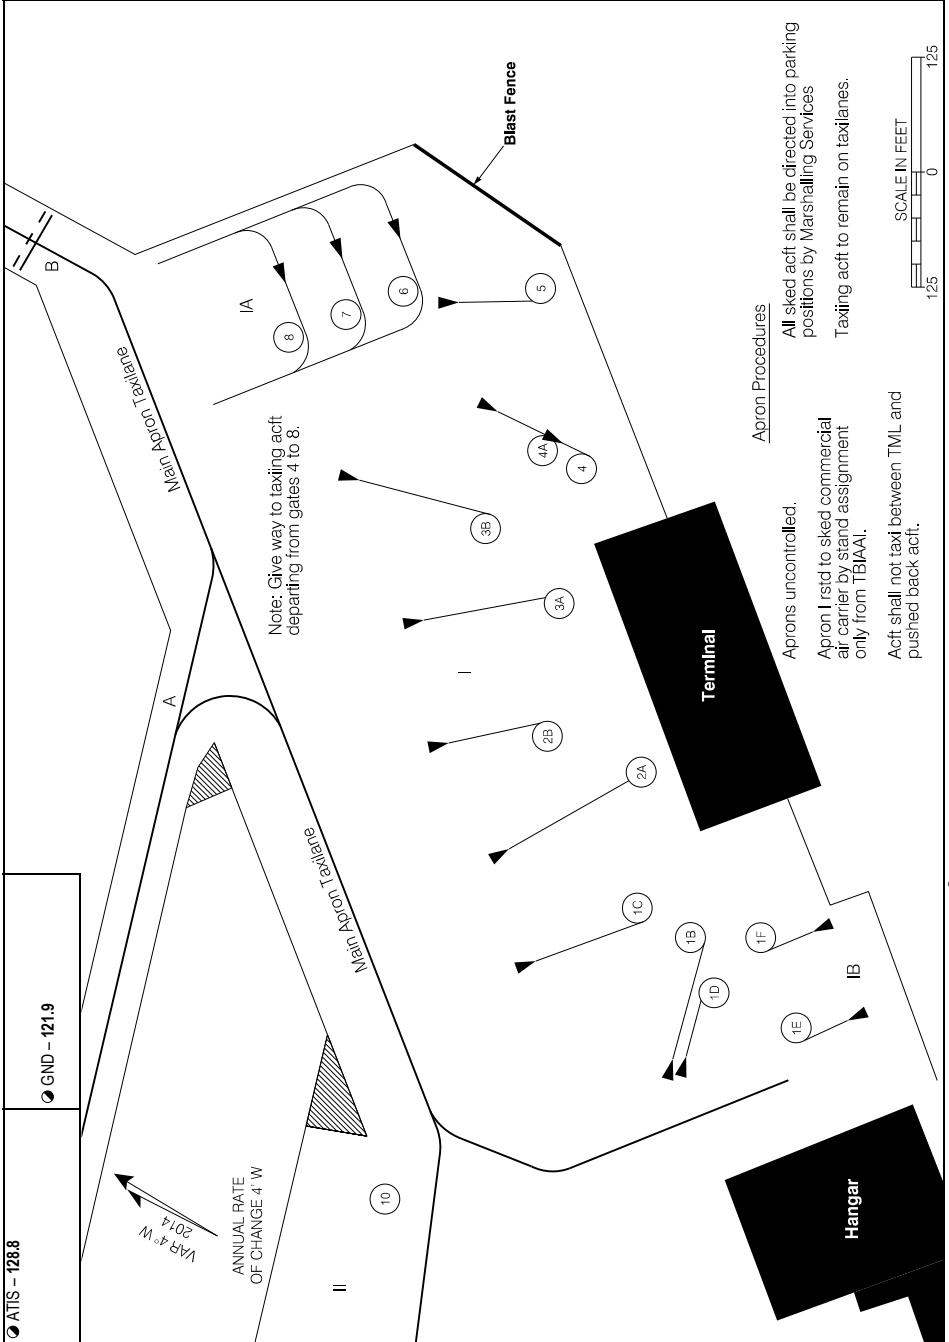 ATIS – 128.8
GND – 121.9
VAR 4° W
2014
ANNUAL RATE
OF CHANGE 4' W
A
B
Main Apron Taxilane
Main Apron Taxilane
IA
8
7
6
5
Blast Fence
Note: Give way to taxiing acft
departing from gates 4 to 8.
4A
4
3B
3A
I
2B
2A
1C
1B
1D
1F
1E
IB
10
II
Terminal
Hangar
Apron Procedures
Aprons uncontrolled.
Apron I rstd to sked commercial
air carrier by stand assignment
only from TBIAAI.
Acft shall not taxi between TML and
pushed back acft.
All sked acft shall be directed into parking
positions by Marshalling Services
Taxiing acft to remain on taxilanes.
SCALE IN FEET
125 0 125